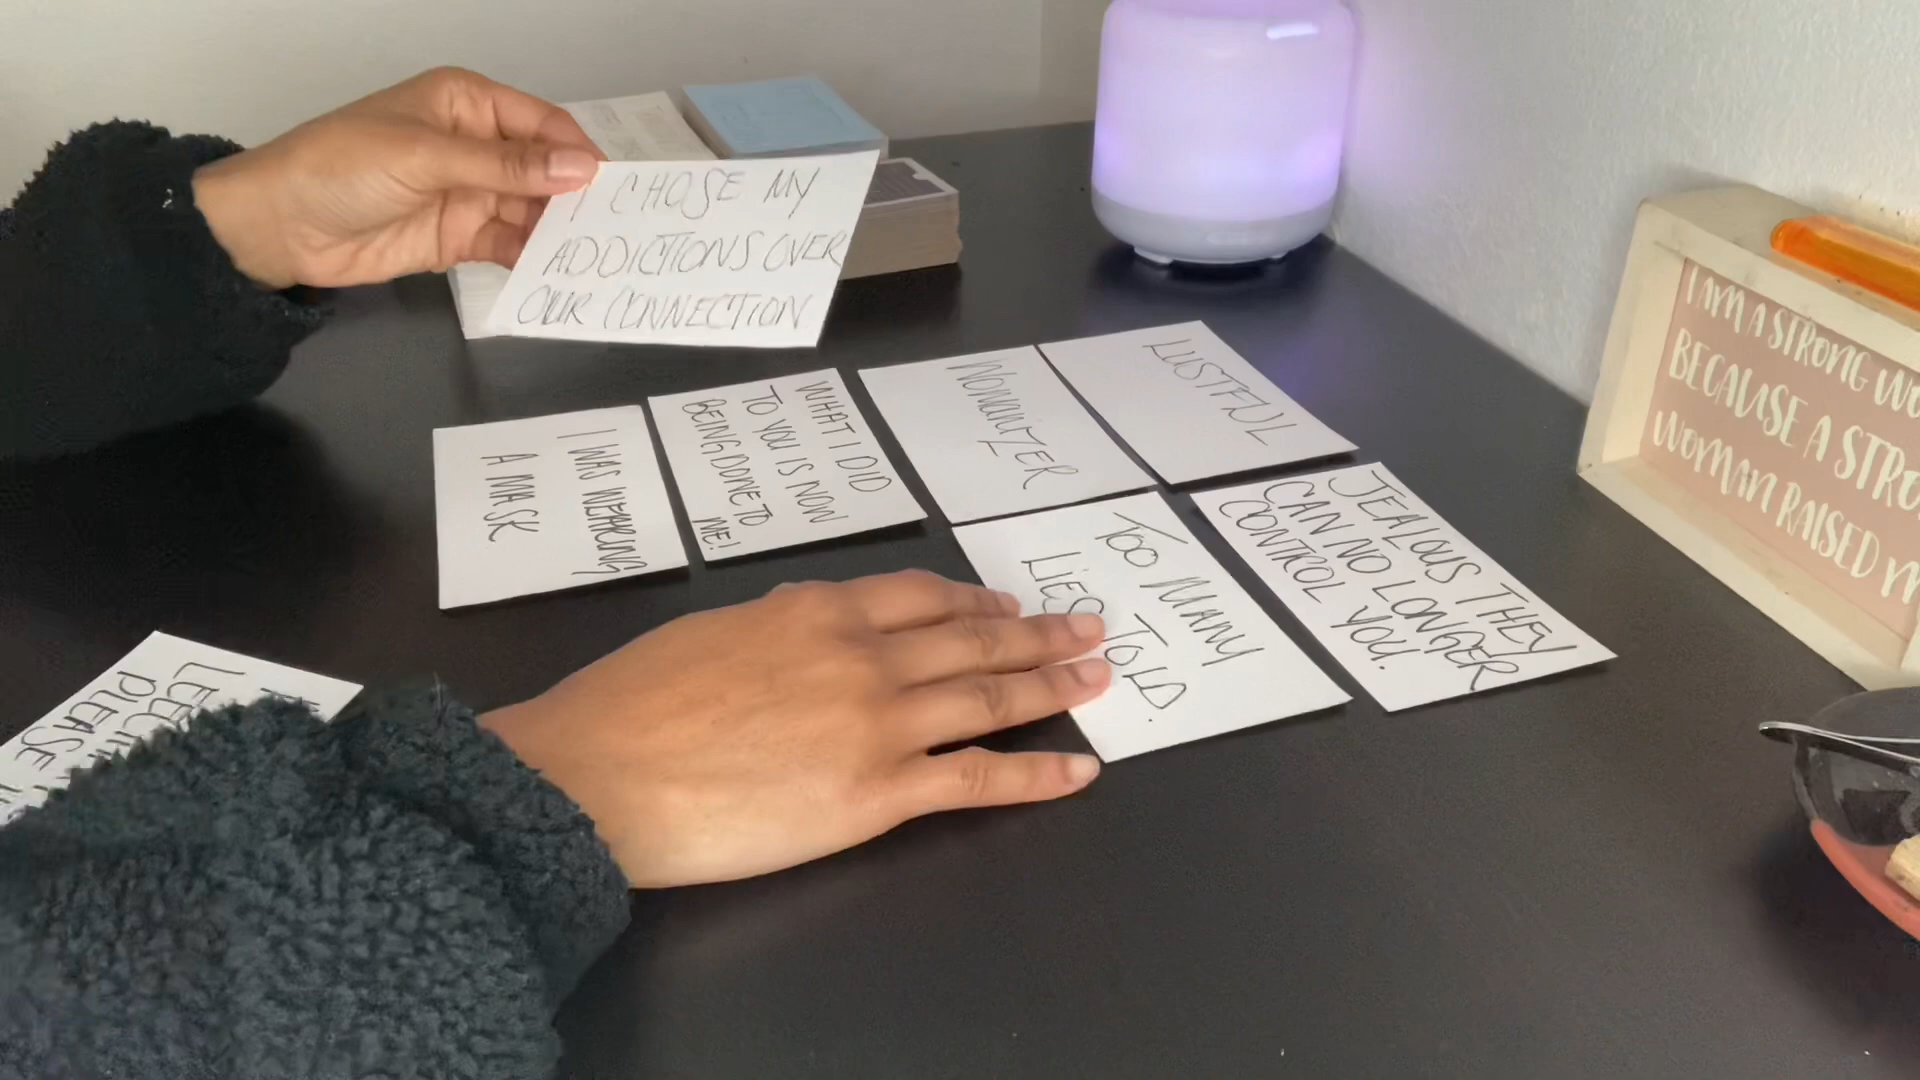 I CHOSE MY
ADDICTIONS OVER
OUR CONNECTION
LUSTFUL
WOMANIZER
WHAT I DID
TO YOU IS NOW
BEING DONE TO
ME!
I WAS WEARING
A MASK
JEALOUS THEY
CAN NO LONGER
CONTROL YOU.
TOO MANY
LIES TOLD.
PLEASE
I AM A STRONG
BECAUSE A
WOMAN RAISED